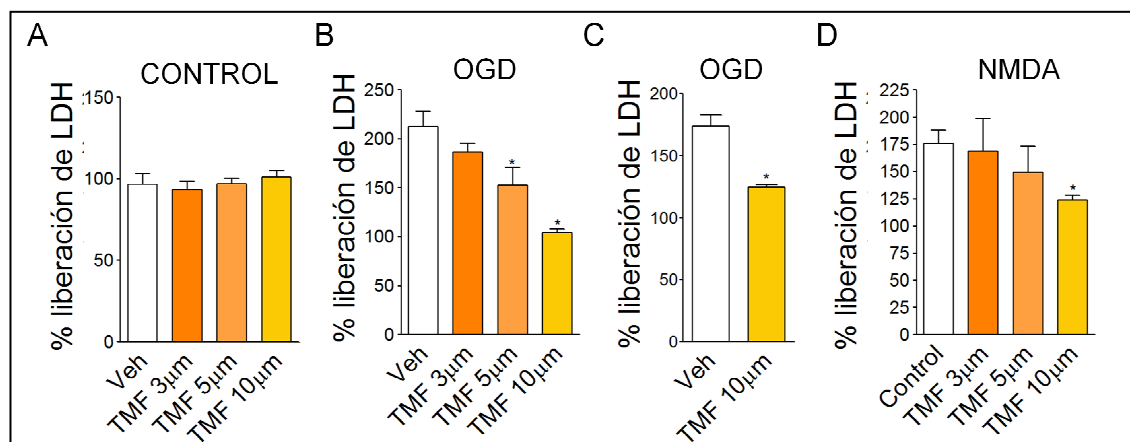 A
CONTROL
% liberación de LDH
150
100
50
0
Veh
TMF 3µm
TMF 5µm
TMF 10µm
B
OGD
% liberación de LDH
250
200
150
100
50
0
*
*
Veh
TMF 3µm
TMF 5µm
TMF 10µm
C
OGD
% liberación de LDH
200
150
100
50
0
*
Veh
TMF 10µm
D
NMDA
% liberación de LDH
225
200
175
150
125
100
75
50
25
0
*
Control
TMF 3µm
TMF 5µm
TMF 10µm